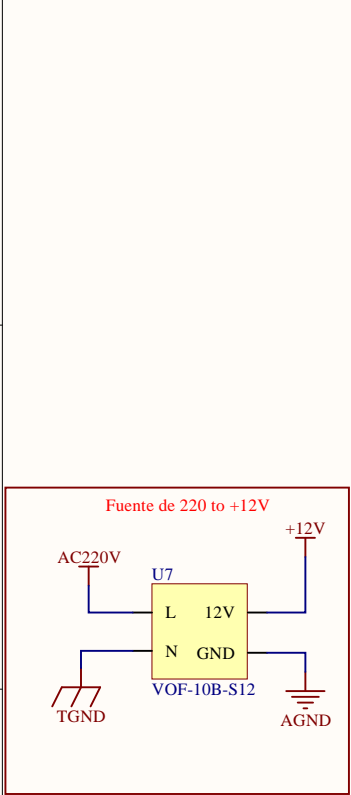 Fuente de 220 to +12V
+12V
AC220V
U7
L 12V
N GND
VOF-10B-S12
TGND
AGND